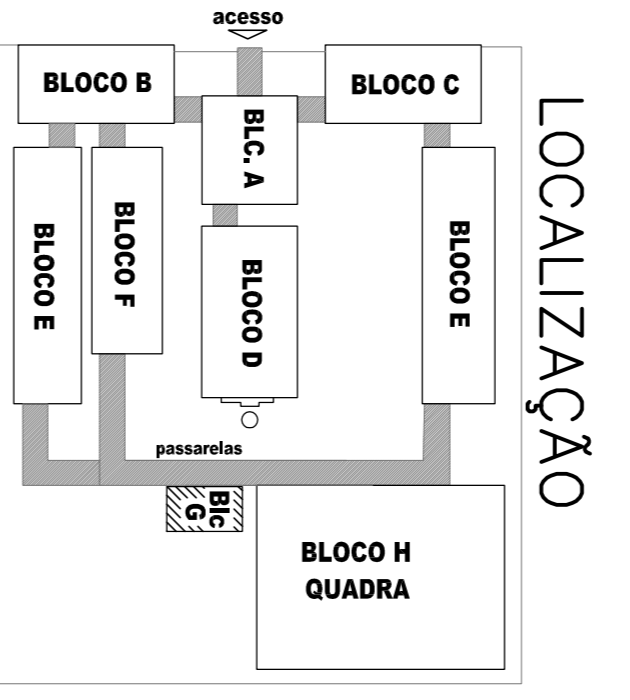 acesso
BLOCO B
BLOCO C
BLC. A
BLOCO E
BLOCO F
BLOCO D
BLOCO E
passarelas
Blc
G
BLOCO H
QUADRA
LOCALIZAÇÃO